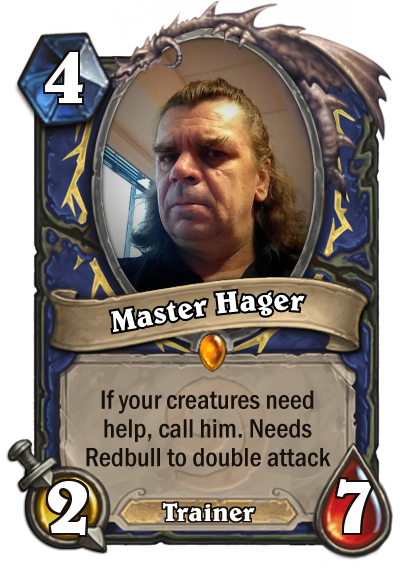 4
Master Hager
If your creatures need
help, call him. Needs
Redbull to double attack
2
Trainer
7